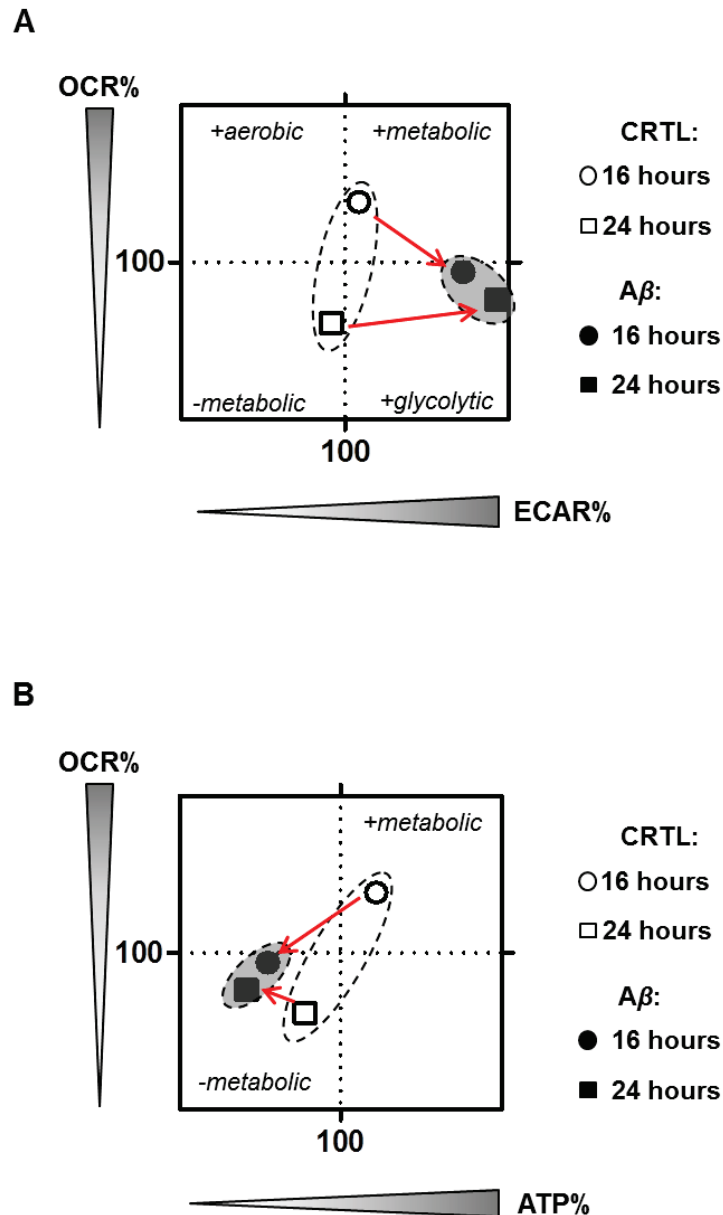 A
OCR%
+aerobic
+metabolic
CRTL:
16 hours
24 hours
100
Aβ:
16 hours
24 hours
-metabolic
+glycolytic
100
ECAR%
B
OCR%
+metabolic
CRTL:
16 hours
24 hours
100
Aβ:
16 hours
24 hours
-metabolic
100
ATP%